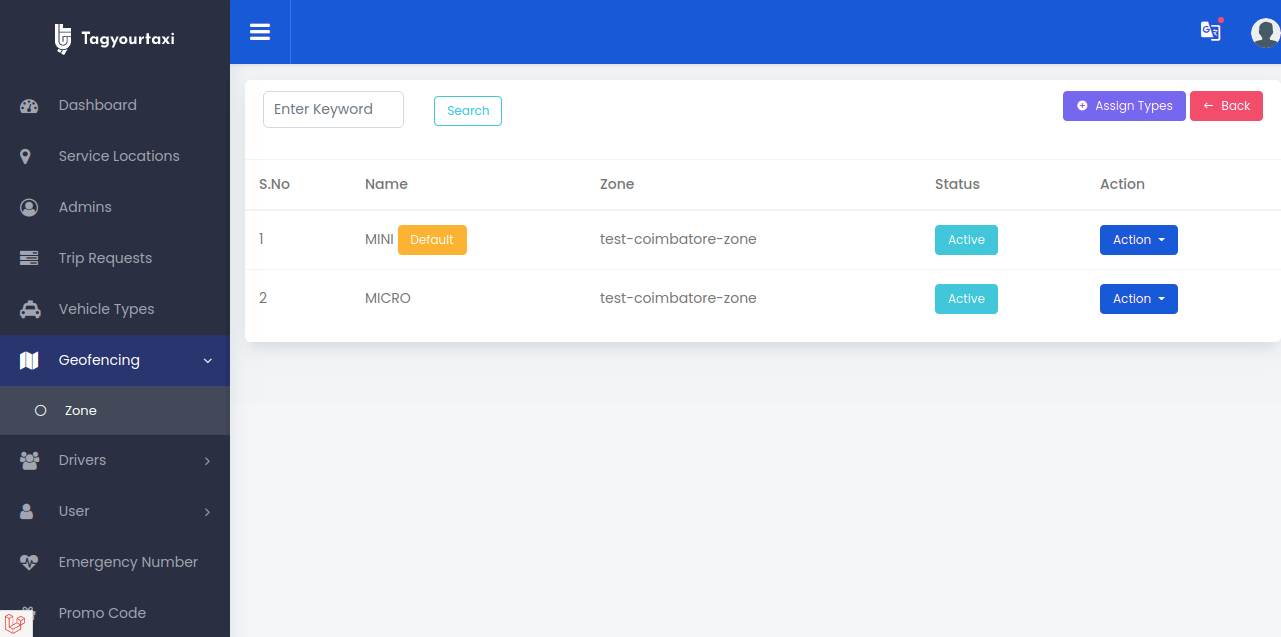 Tagyourtaxi
Dashboard
Service Locations
Admins
Trip Requests
Vehicle Types
Geofencing
Zone
Drivers
User
Emergency Number
Promo Code
Enter Keyword Search Assign Types Back
S.No Name Zone Status Action
1 MINI Default test-coimbatore-zone Active Action
2 MICRO test-coimbatore-zone Active Action